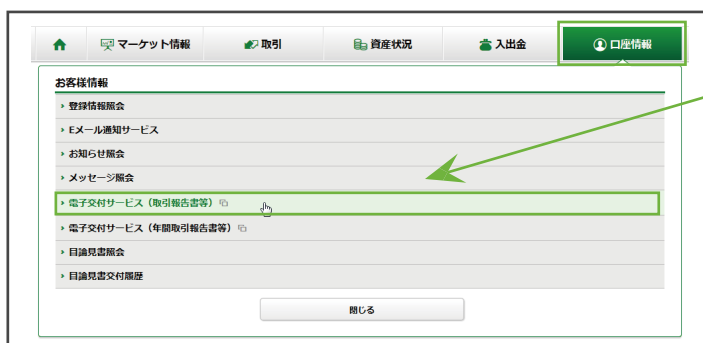 マーケット情報 取引 資産状況 入出金 口座情報
お客様情報
登録情報照会
Eメール通知サービス
お知らせ照会
メッセージ照会
電子交付サービス（取引報告書等）
電子交付サービス（年間取引報告書等）
目論見書照会
目論見書交付履歴
閉じる